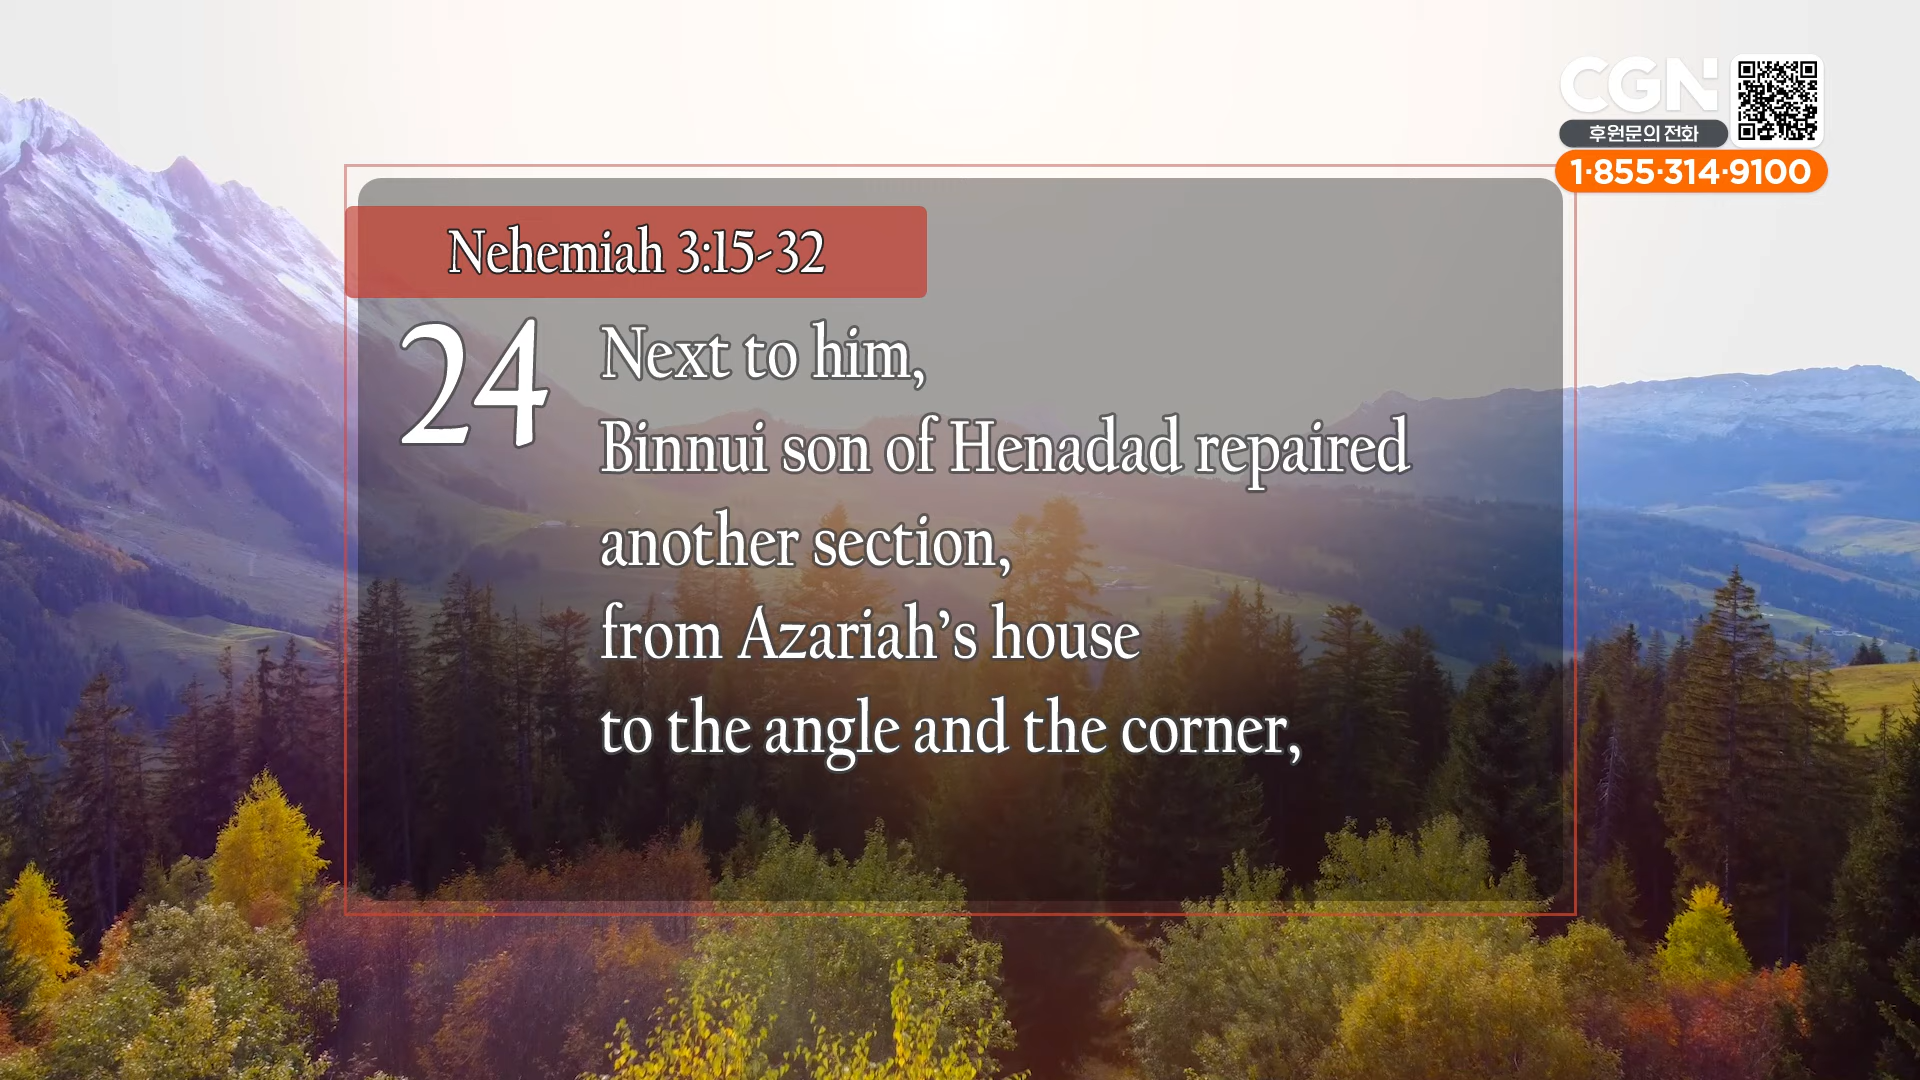 CGN
후원문의 전화
1·855·314·9100
Nehemiah 3:15-32
24 Next to him,
Binnui son of Henadad repaired
another section,
from Azariah’s house
to the angle and the corner,